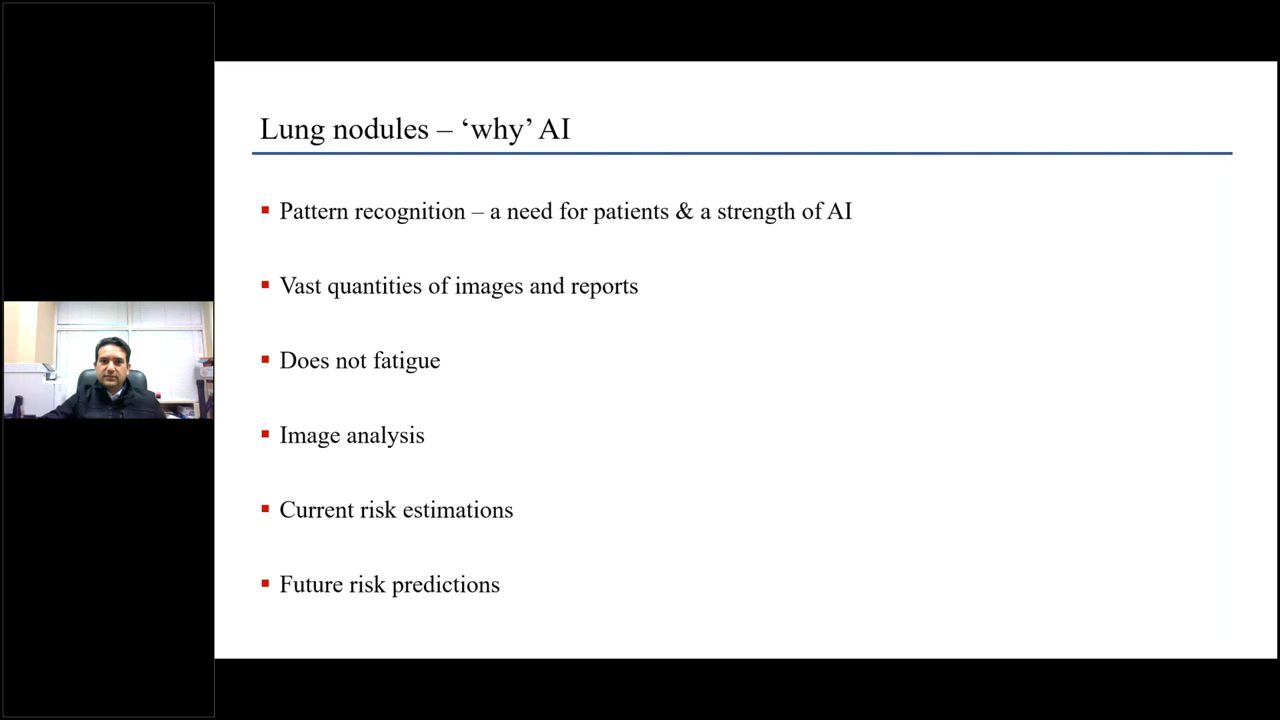 Lung nodules – ‘why’ AI
Pattern recognition – a need for patients & a strength of AI
Vast quantities of images and reports
Does not fatigue
Image analysis
Current risk estimations
Future risk predictions